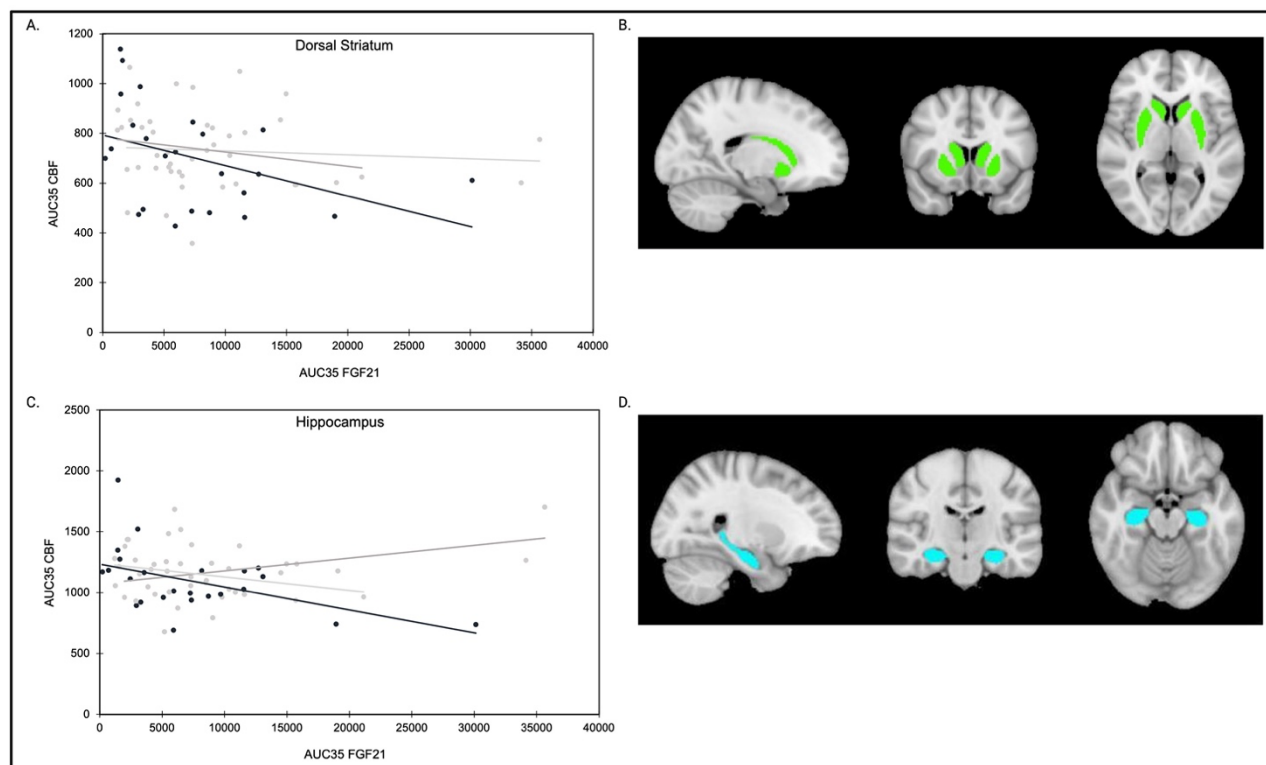 A.
Dorsal Striatum
1200
1000
800
600
400
200
0
AUC35 CBF
0 5000 10000 15000 20000 25000 30000 35000 40000
AUC35 FGF21
B.
C.
Hippocampus
2500
2000
1500
1000
500
0
AUC35 CBF
0 5000 10000 15000 20000 25000 30000 35000 40000
AUC35 FGF21
D.